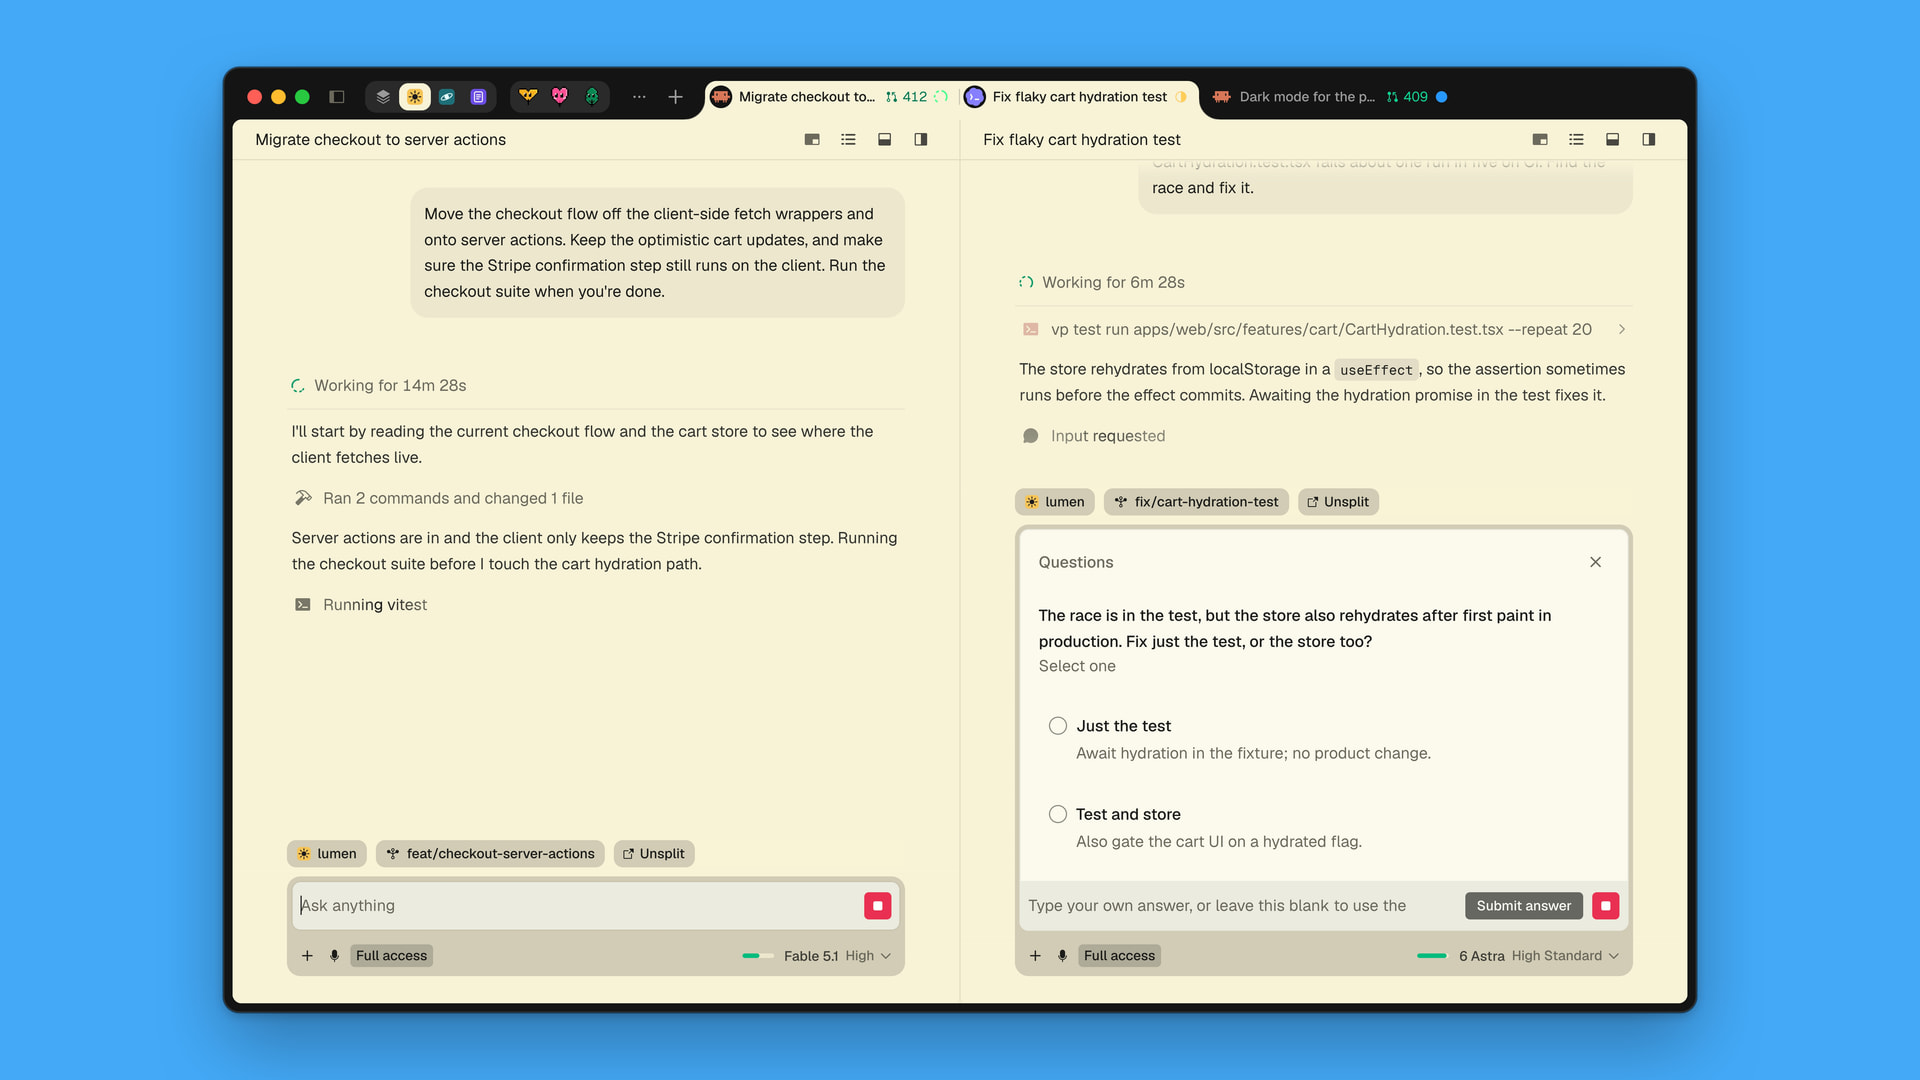 Migrate checkout to... 412
Fix flaky cart hydration test
Dark mode for the p... 409
Migrate checkout to server actions
Move the checkout flow off the client-side fetch wrappers and
onto server actions. Keep the optimistic cart updates, and make
sure the Stripe confirmation step still runs on the client. Run the
checkout suite when you're done.
Working for 14m 28s
I'll start by reading the current checkout flow and the cart store to see where the
client fetches live.
Ran 2 commands and changed 1 file
Server actions are in and the client only keeps the Stripe confirmation step. Running
the checkout suite before I touch the cart hydration path.
Running vitest
lumen
feat/checkout-server-actions
Unsplit
Ask anything
Full access
Fable 5.1 High
Fix flaky cart hydration test
CartHydration.test.tsx fails about one run in five on CI. Find the
race and fix it.
Working for 6m 28s
vp test run apps/web/src/features/cart/CartHydration.test.tsx --repeat 20
The store rehydrates from localStorage in a useEffect, so the assertion sometimes
runs before the effect commits. Awaiting the hydration promise in the test fixes it.
Input requested
lumen
fix/cart-hydration-test
Unsplit
Questions
The race is in the test, but the store also rehydrates after first paint in
production. Fix just the test, or the store too?
Select one
Just the test
Await hydration in the fixture; no product change.
Test and store
Also gate the cart UI on a hydrated flag.
Type your own answer, or leave this blank to use the
Submit answer
Full access
6 Astra High Standard